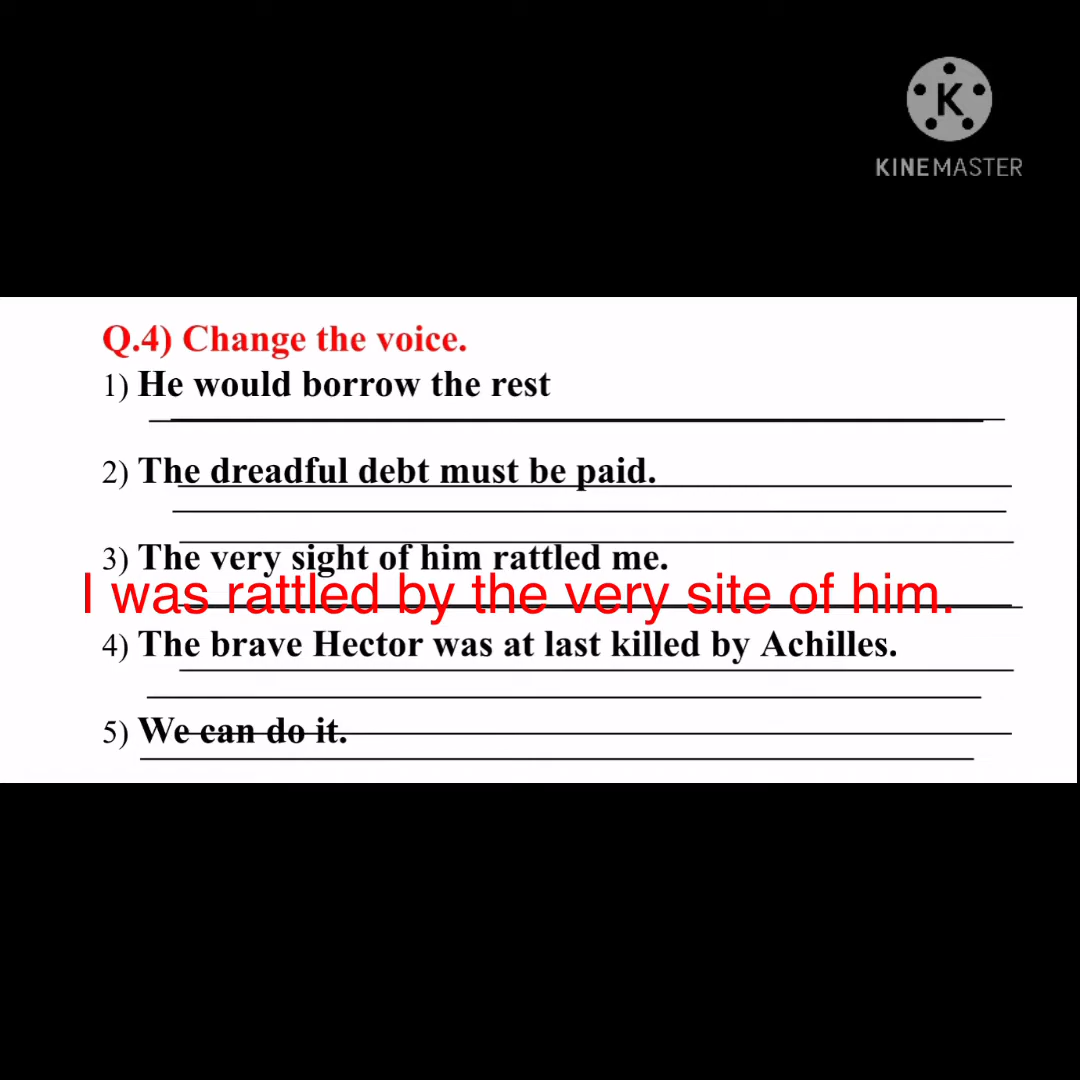 KINEMASTER
Q.4) Change the voice.
1) He would borrow the rest
2) The dreadful debt must be paid.
3) The very sight of him rattled me.
I was rattled by the very site of him.
4) The brave Hector was at last killed by Achilles.
5) We can do it.